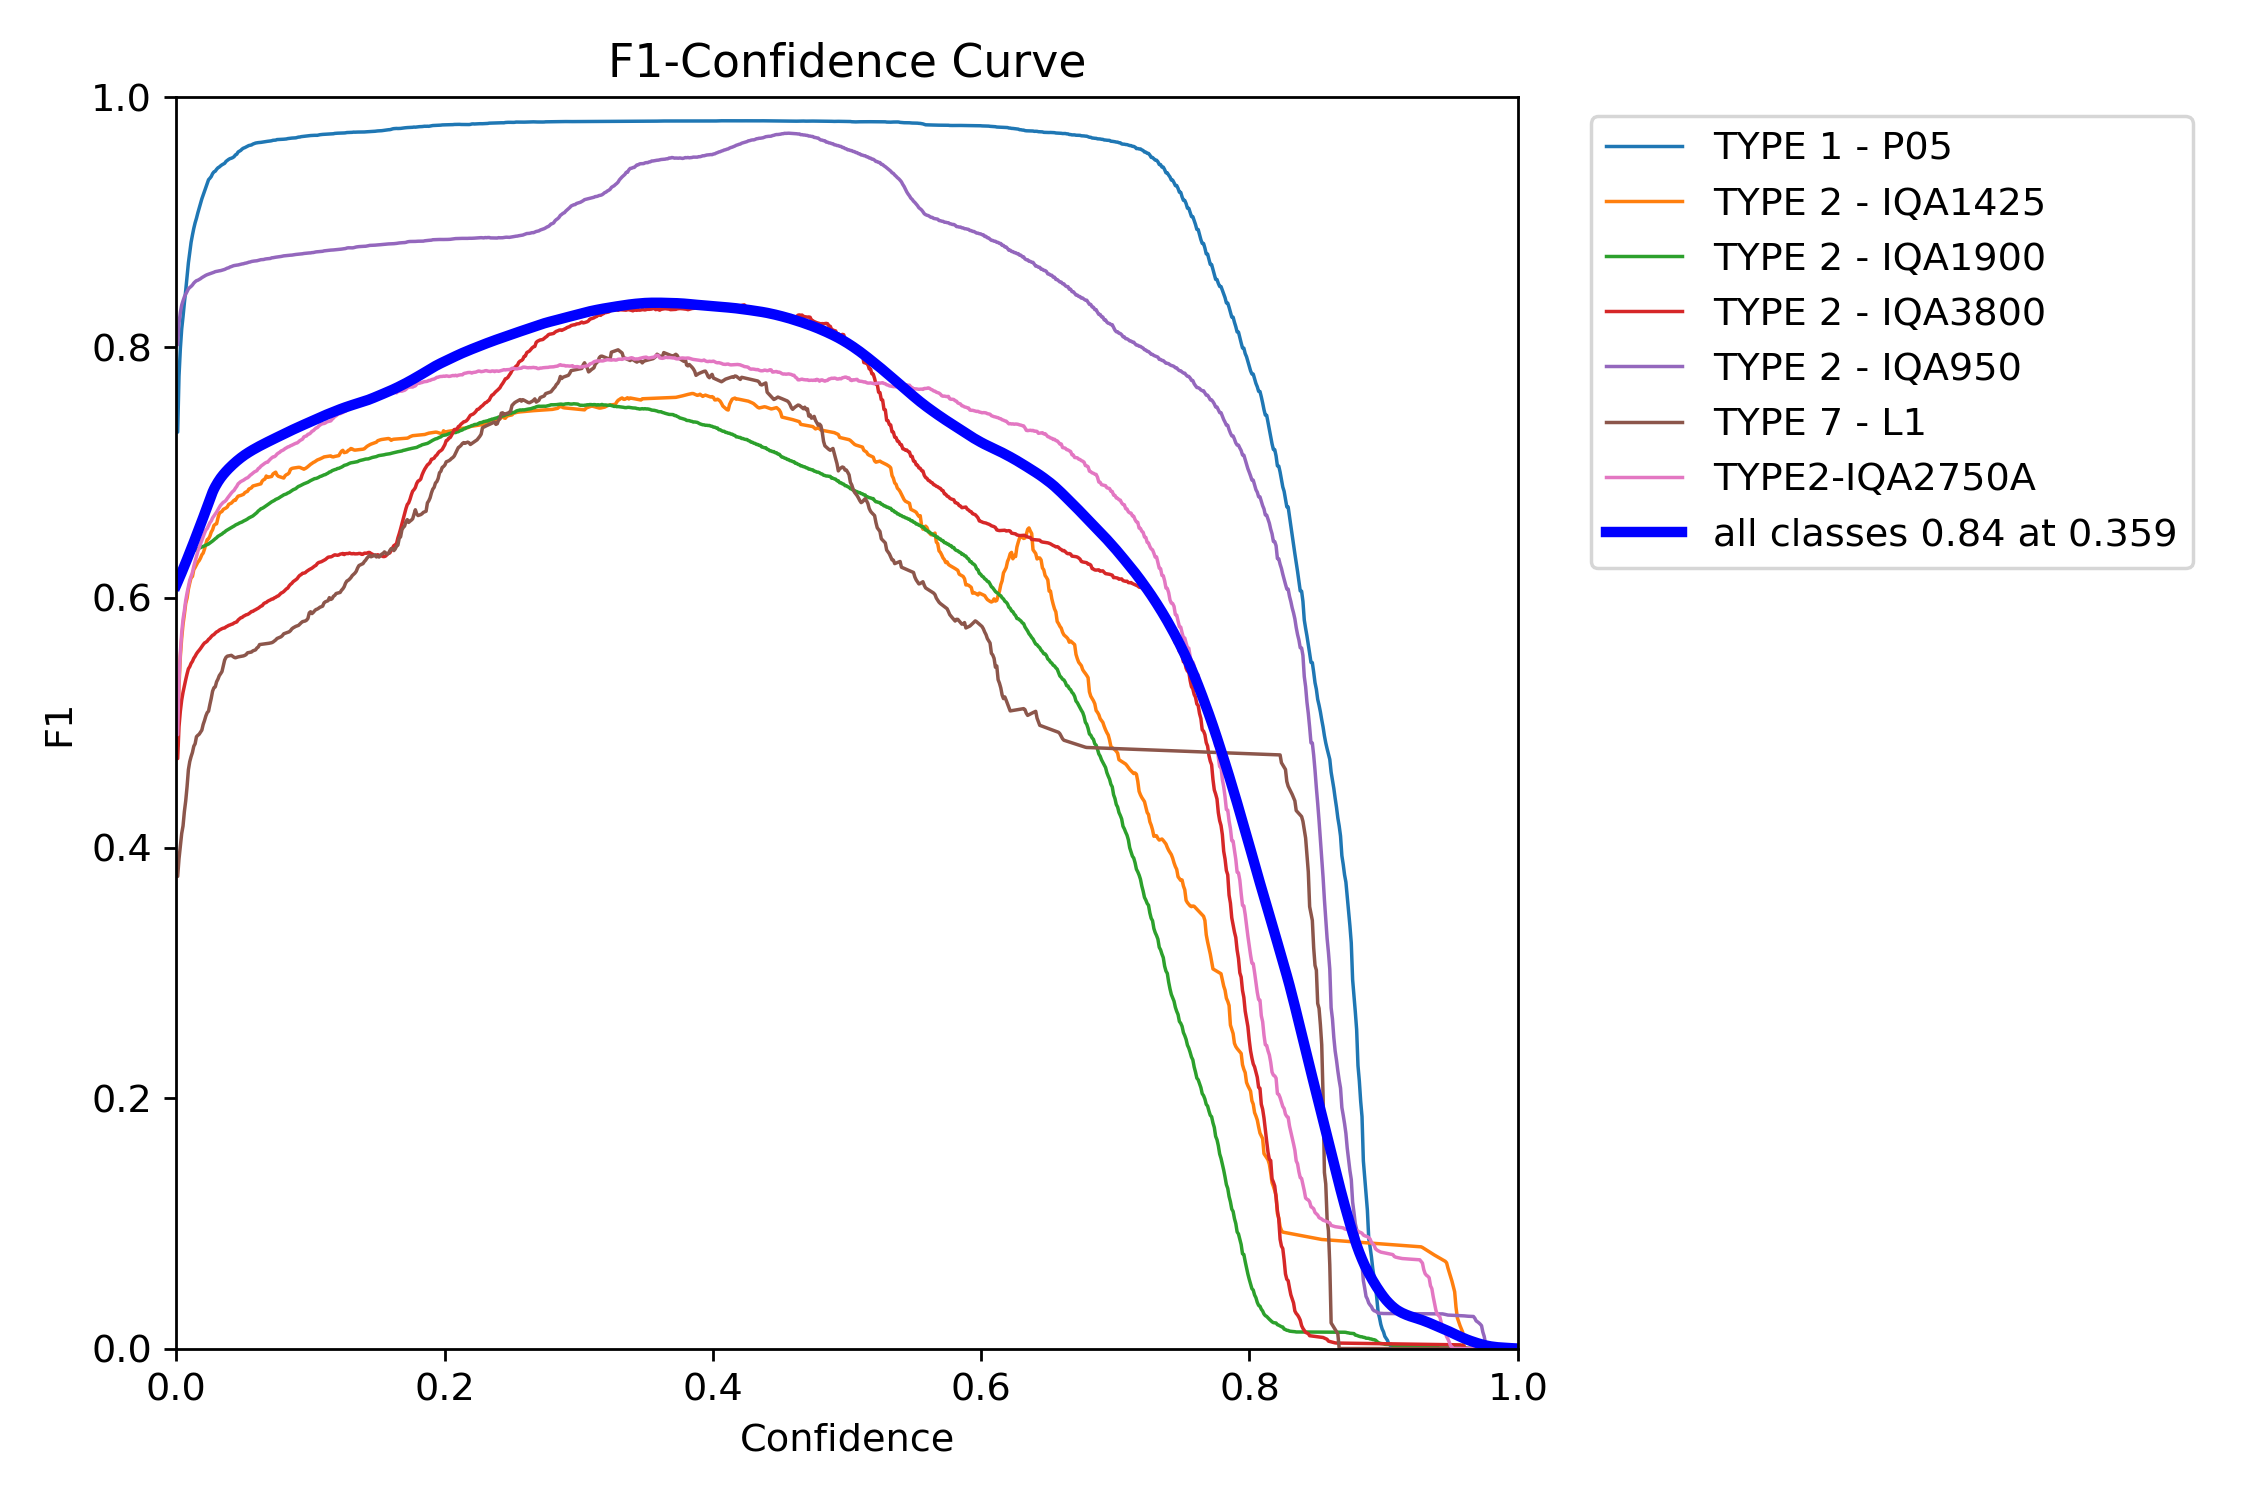 F1-Confidence Curve
1.0
0.8
0.6
0.4
0.2
0.0
F1
0.0 0.2 0.4 0.6 0.8 1.0
Confidence
TYPE 1 - P05
TYPE 2 - IQA1425
TYPE 2 - IQA1900
TYPE 2 - IQA3800
TYPE 2 - IQA950
TYPE 7 - L1
TYPE2-IQA2750A
all classes 0.84 at 0.359